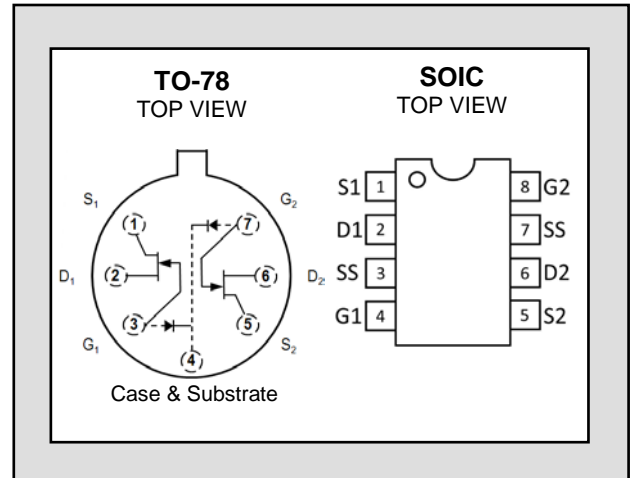 TO-78
TOP VIEW
S1
G2
1
7
D1
2
6
D2
3
5
G1
4
S2
Case & Substrate
SOIC
TOP VIEW
S1 1
8 G2
D1 2
7 SS
SS 3
6 D2
G1 4
5 S2